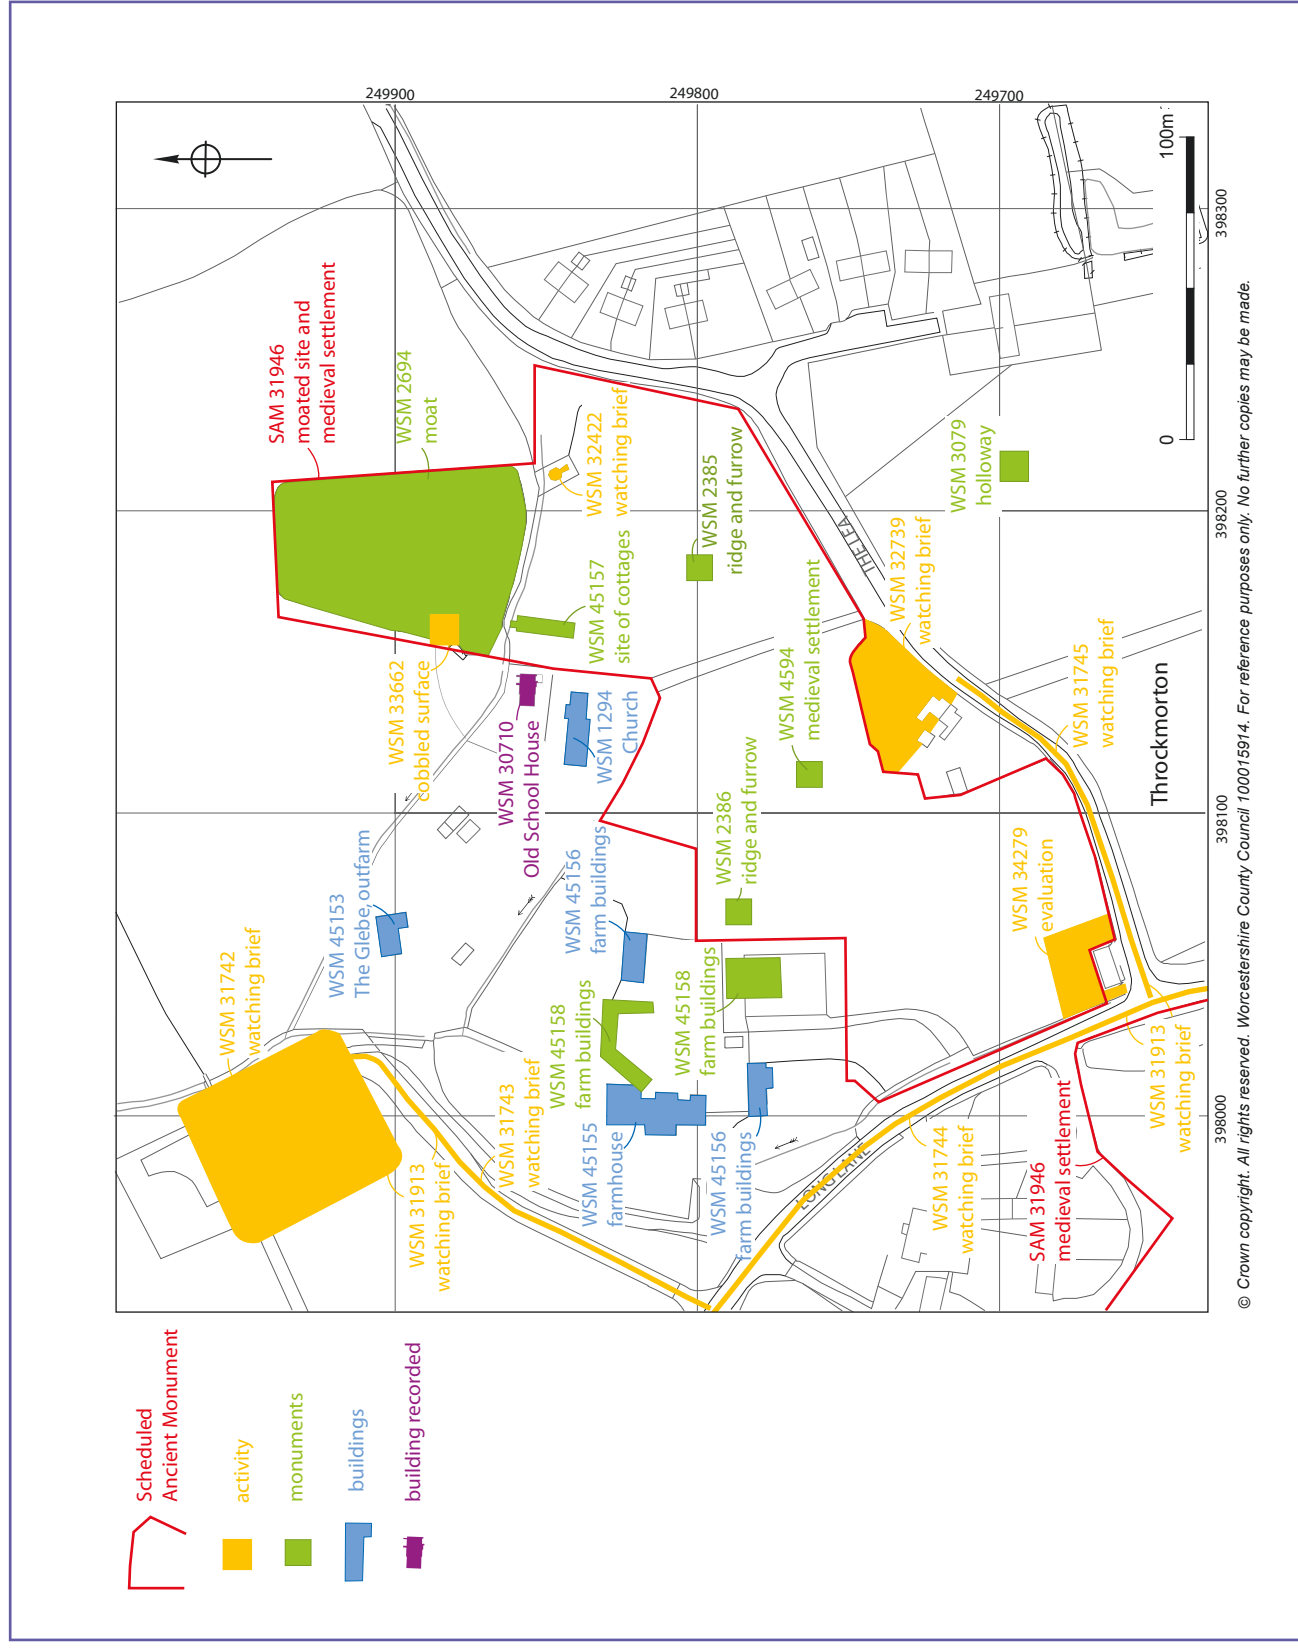 249900
249800
249700
398300
398200
398100
398000
100m
0
SAM 31946
moated site and
medieval settlement
WSM 2694
moat
WSM 32422
watching brief
WSM 2385
ridge and furrow
WSM 3079
holloway
WSM 45157
site of cottages
WSM 33662
cobbled surface
THE LEA
WSM 32739
watching brief
WSM 4594
medieval settlement
WSM 30710
Old School House
WSM 1294
Church
WSM 31745
watching brief
Throckmorton
WSM 2386
ridge and furrow
WSM 45153
The Glebe, outfarm
WSM 45156
farm buildings
WSM 34279
evaluation
WSM 31742
watching brief
WSM 45158
farm buildings
WSM 45158
farm buildings
WSM 31743
watching brief
WSM 31913
watching brief
WSM 45155
farmhouse
WSM 45156
farm buildings
LONG LANE
WSM 31744
watching brief
WSM 31913
watching brief
SAM 31946
medieval settlement
Scheduled
Ancient Monument
activity
monuments
buildings
building recorded
© Crown copyright. All rights reserved. Worcestershire County Council 100015914. For reference purposes only. No further copies may be made.